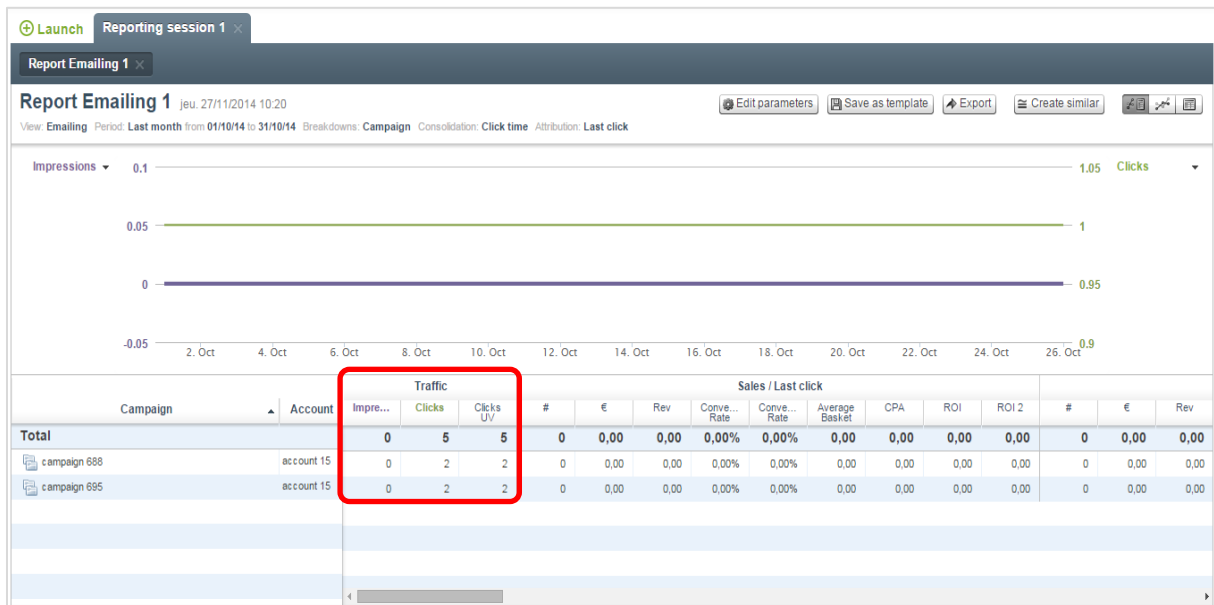 Launch Reporting session 1
Report Emailing 1
Report Emailing 1 jeu. 27/11/2014 10:20
Edit parameters Save as template Export Create similar
View: Emailing Period: Last month from 01/10/14 to 31/10/14 Breakdowns: Campaign Consolidation: Click time Attribution: Last click
Impressions 0.1 1.05 Clicks
0.05 1
0 0.95
-0.05 0.9
2. Oct 4. Oct 6. Oct 8. Oct 10. Oct 12. Oct 14. Oct 16. Oct 18. Oct 20. Oct 22. Oct 24. Oct 26. Oct
Traffic Sales / Last click
Campaign Account Impre... Clicks Clicks UV # € Rev Conve... Rate Conve... Rate Average Basket CPA ROI ROI 2 # € Rev
Total 0 5 5 0 0,00 0,00 0,00% 0,00% 0,00 0,00 0,00 0,00 0 0,00 0,00
campaign 688 account 15 0 2 2 0 0,00 0,00 0,00% 0,00% 0,00 0,00 0,00 0,00 0 0,00 0,00
campaign 695 account 15 0 2 2 0 0,00 0,00 0,00% 0,00% 0,00 0,00 0,00 0,00 0 0,00 0,00